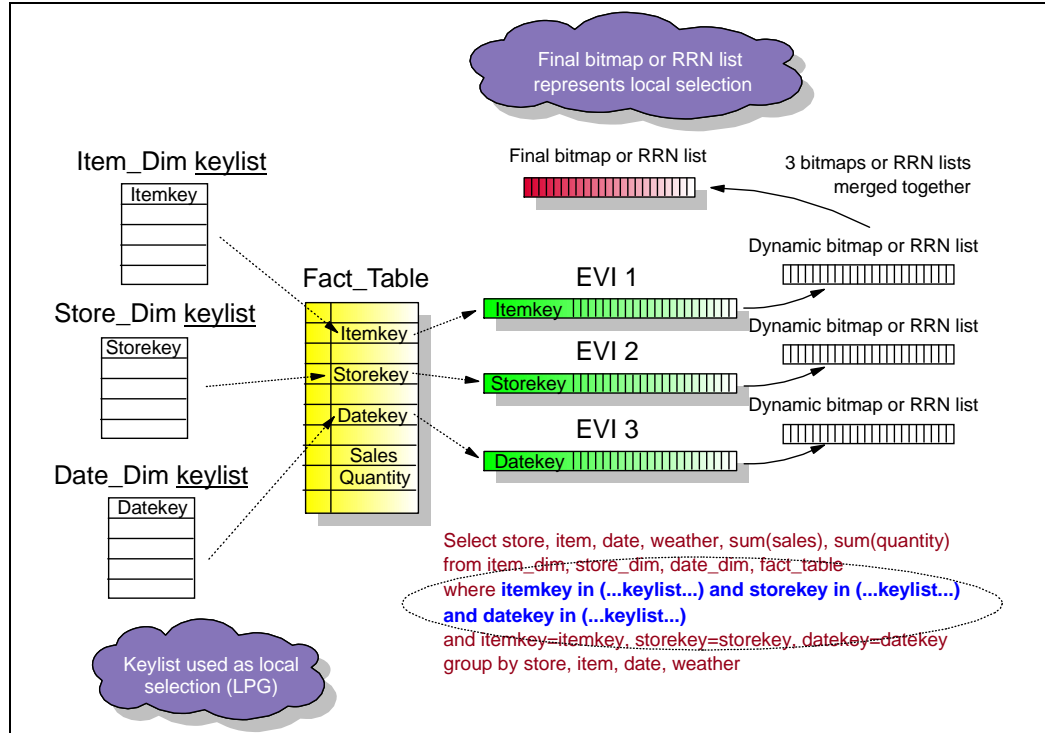 Final bitmap or RRN list
represents local selection
Final bitmap or RRN list
3 bitmaps or RRN lists
merged together
Item_Dim keylist
Itemkey
Dynamic bitmap or RRN list
Fact_Table
EVI 1
Itemkey
Itemkey
Store_Dim keylist
Storekey
Dynamic bitmap or RRN list
EVI 2
Storekey
Storekey
Dynamic bitmap or RRN list
Datekey
EVI 3
Datekey
Sales
Quantity
Date_Dim keylist
Datekey
Select store, item, date, weather, sum(sales), sum(quantity)
from item_dim, store_dim, date_dim, fact_table
where itemkey in (...keylist...) and storekey in (...keylist...)
and datekey in (...keylist...)
and itemkey=itemkey, storekey=storekey, datekey=datekey
group by store, item, date, weather
Keylist used as local
selection (LPG)